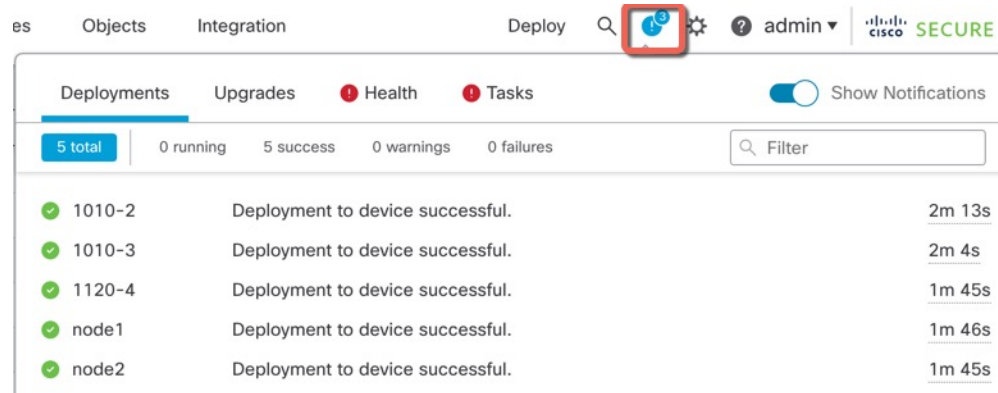 es Objects Integration Deploy 3 ? admin ▾ cisco SECURE
Deployments Upgrades ! Health ! Tasks Show Notifications
5 total 0 running 5 success 0 warnings 0 failures Filter
1010-2 Deployment to device successful. 2m 13s
1010-3 Deployment to device successful. 2m 4s
1120-4 Deployment to device successful. 1m 45s
node1 Deployment to device successful. 1m 46s
node2 Deployment to device successful. 1m 45s